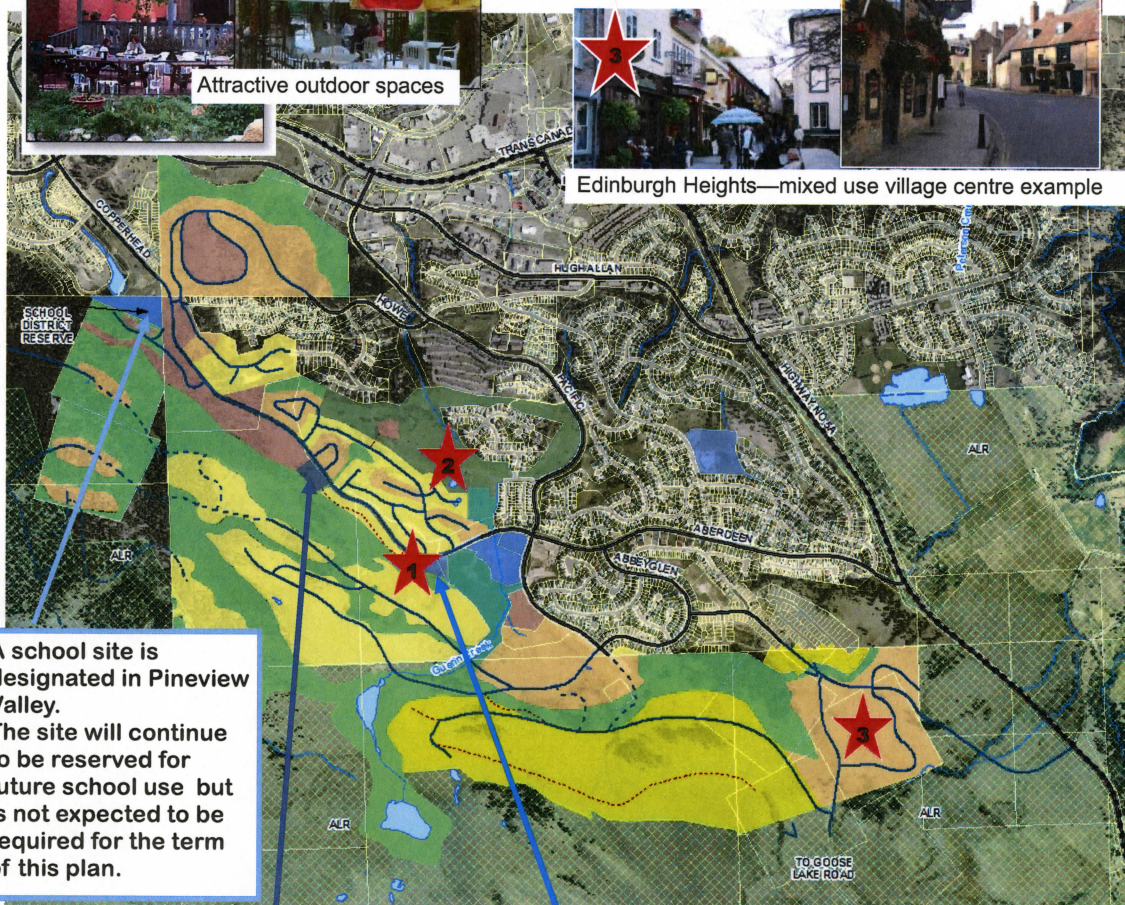 Attractive outdoor spaces
3
Edinburgh Heights—mixed use village centre example
TRANSCANAD
COPPERHEAD
HUGH ALLAN
SCHOOL
DISTRICT
RESERVE
PACIFIC
HIGHWAY NO. 5A
ALR
2
ALR
ABERDEEN
1
ABBEYGLEN
A school site is
designated in Pineview
Valley.
The site will continue
to be reserved for
future school use but
is not expected to be
required for the term
of this plan.
3
ALR
ALR
TO GOOSE
LAKE ROAD